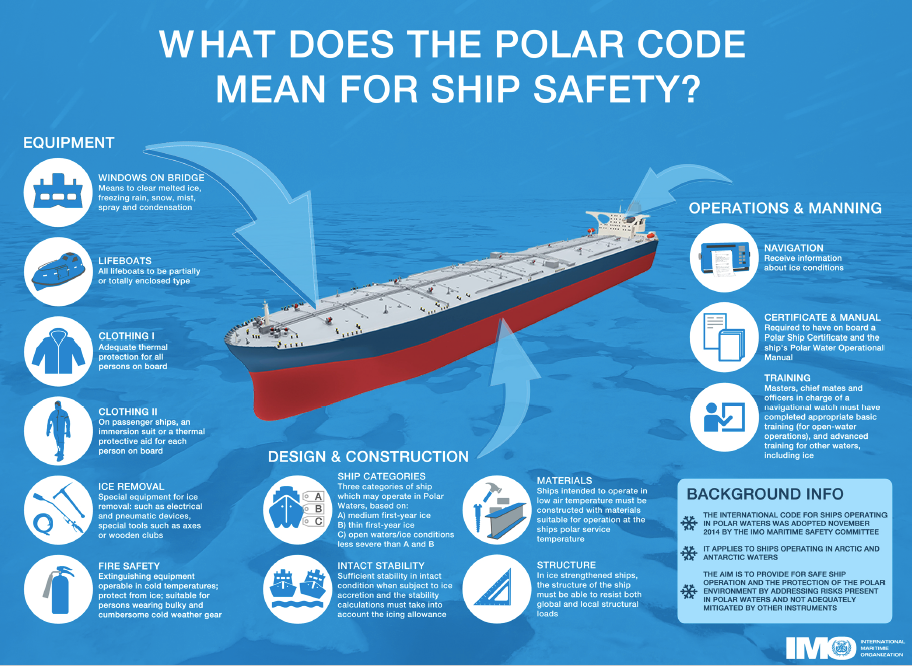 WHAT DOES THE POLAR CODE
MEAN FOR SHIP SAFETY?
EQUIPMENT
WINDOWS ON BRIDGE
Means to clear melted ice,
freezing rain, snow, mist,
spray and condensation
LIFEBOATS
All lifeboats to be partially
or totally enclosed type
CLOTHING I
Adequate thermal
protection for all
persons on board
CLOTHING II
On passenger ships, an
immersion suit or a thermal
protective aid for each
person on board
ICE REMOVAL
Special equipment for ice
removal: such as electrical
and pneumatic devices,
special tools such as axes
or wooden clubs
FIRE SAFETY
Extinguishing equipment
operable in cold temperatures;
protect from ice; suitable for
persons wearing bulky and
cumbersome cold weather gear
DESIGN & CONSTRUCTION
SHIP CATEGORIES
Three categories of ship
which may operate in Polar
Waters, based on:
A) medium first-year ice
B) thin first-year ice
C) open waters/ice conditions
less severe than A and B
A
B
C
INTACT STABILITY
Sufficient stability in intact
condition when subject to ice
accretion and the stability
calculations must take into
account the icing allowance
MATERIALS
Ships intended to operate in
low air temperature must be
constructed with materials
suitable for operation at the
ships polar service
temperature
STRUCTURE
In ice strengthened ships,
the structure of the ship
must be able to resist both
global and local structural
loads
OPERATIONS & MANNING
NAVIGATION
Receive information
about ice conditions
CERTIFICATE & MANUAL
Required to have on board a
Polar Ship Certificate and the
ship's Polar Water Operational
Manual
TRAINING
Masters, chief mates and
officers in charge of a
navigational watch must have
completed appropriate basic
training (for open-water
operations), and advanced
training for other waters,
including ice
BACKGROUND INFO
THE INTERNATIONAL CODE FOR SHIPS OPERATING
IN POLAR WATERS WAS ADOPTED NOVEMBER
2014 BY THE IMO MARITIME SAFETY COMMITTEE
IT APPLIES TO SHIPS OPERATING IN ARCTIC AND
ANTARCTIC WATERS
THE AIM IS TO PROVIDE FOR SAFE SHIP
OPERATION AND THE PROTECTION OF THE POLAR
ENVIRONMENT BY ADDRESSING RISKS PRESENT
IN POLAR WATERS AND NOT ADEQUATELY
MITIGATED BY OTHER INSTRUMENTS
IMO
INTERNATIONAL
MARITIME
ORGANIZATION